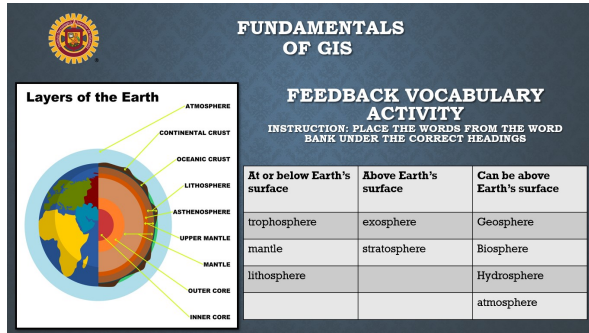 FUNDAMENTALS
OF GIS
Layers of the Earth
ATMOSPHERE
CONTINENTAL CRUST
OCEANIC CRUST
LITHOSPHERE
ASTHENOSPHERE
UPPER MANTLE
MANTLE
OUTER CORE
INNER CORE
FEEDBACK VOCABULARY
ACTIVITY
INSTRUCTION: PLACE THE WORDS FROM THE WORD
BANK UNDER THE CORRECT HEADINGS
At or below Earth's surface
Above Earth's surface
Can be above Earth's surface
trophosphere
exosphere
Geosphere
mantle
stratosphere
Biosphere
lithosphere
Hydrosphere
atmosphere